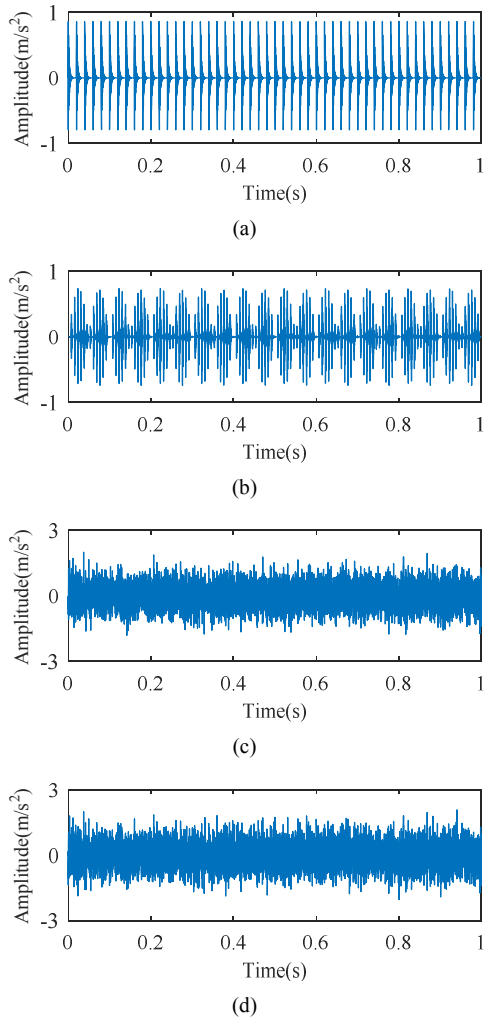 1
Amplitude(m/s²)
0
-1
0 0.2 0.4 0.6 0.8 1
Time(s)
(a)
1
Amplitude(m/s²)
0
-1
0 0.2 0.4 0.6 0.8 1
Time(s)
(b)
3
Amplitude(m/s²)
0
-3
0 0.2 0.4 0.6 0.8 1
Time(s)
(c)
3
Amplitude(m/s²)
0
-3
0 0.2 0.4 0.6 0.8 1
Time(s)
(d)